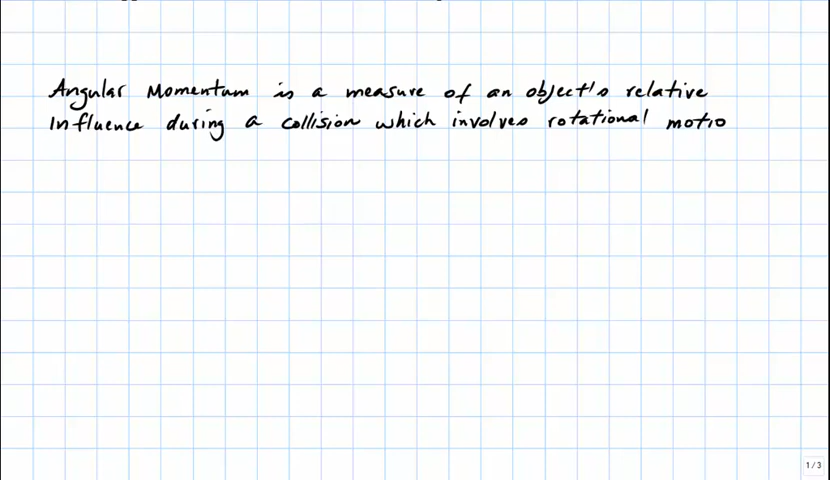 Angular Momentum is a measure of an object's relative
Influence during a collision which involves rotational motio
1/3